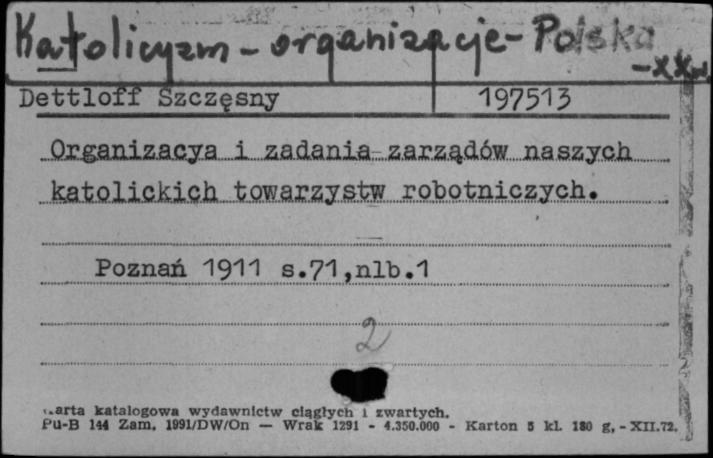 Katolicyzm - organizacje - Polska
- XX w.
Dettloff Szczęsny 197513
Organizacya i zadania zarządów naszych
katolickich towarzystw robotniczych.
Poznań 1911 s.71,nlb.1
2
Karta katalogowa wydawnictw ciągłych i zwartych.
Pu-B 144 Zam. 1991/DW/On — Wrak 1291 - 4.350.000 - Karton 5 kl. 180 g. - XII.72.